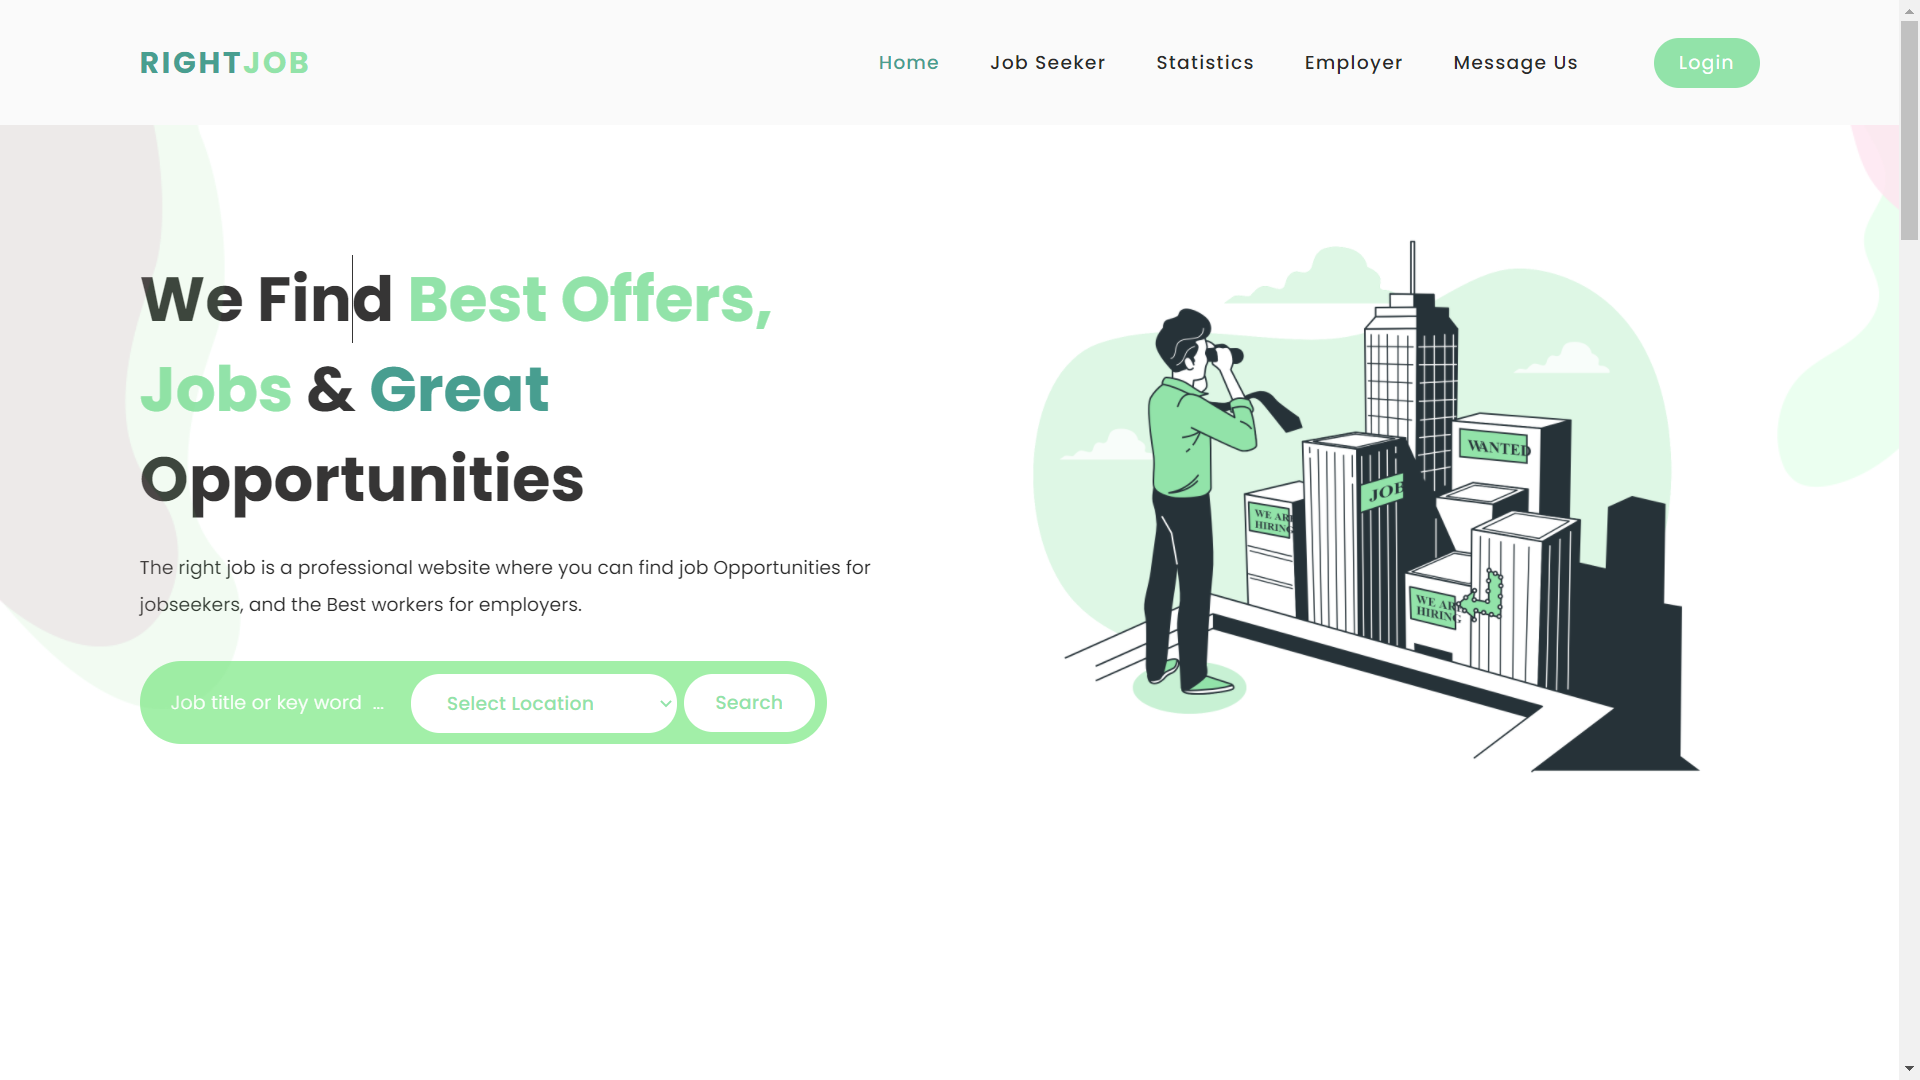 RIGHTJOB
Home Job Seeker Statistics Employer Message Us Login
We Find Best Offers,
Jobs & Great
Opportunities
The right job is a professional website where you can find job Opportunities for
jobseekers, and the Best workers for employers.
Job title or key word ...
Select Location
Search
WANTED
JOB
WE ARE
HIRING
WE ARE
HIRING